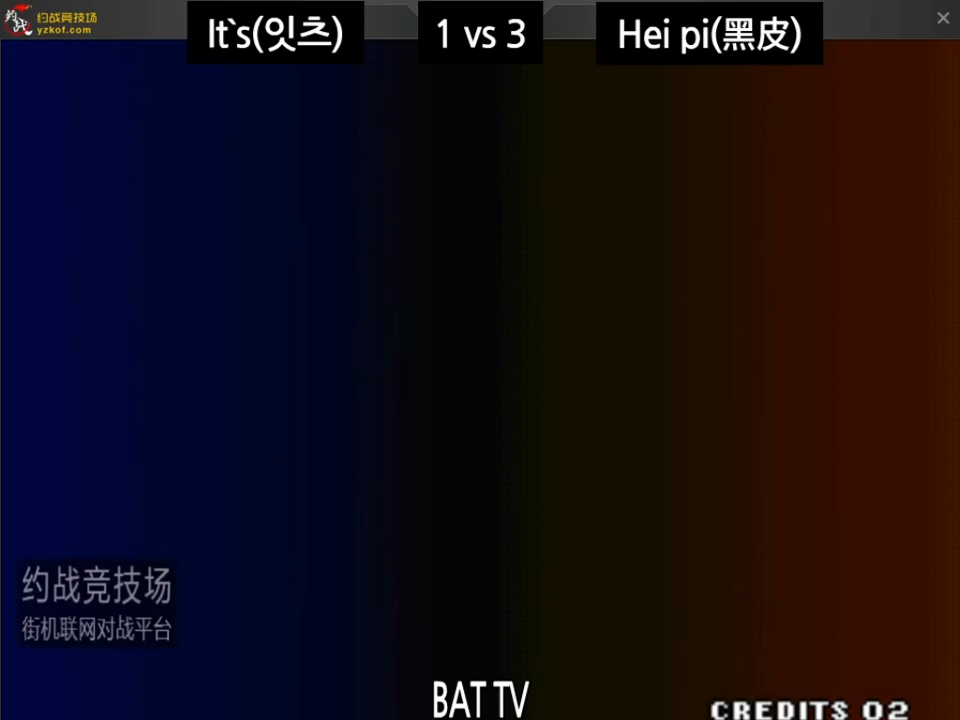 约战竞技场
yzkof.com
It`s(잇츠)
1 vs 3
Hei pi(黑皮)
约战竞技场
街机联网对战平台
BAT TV
CREDITS 02